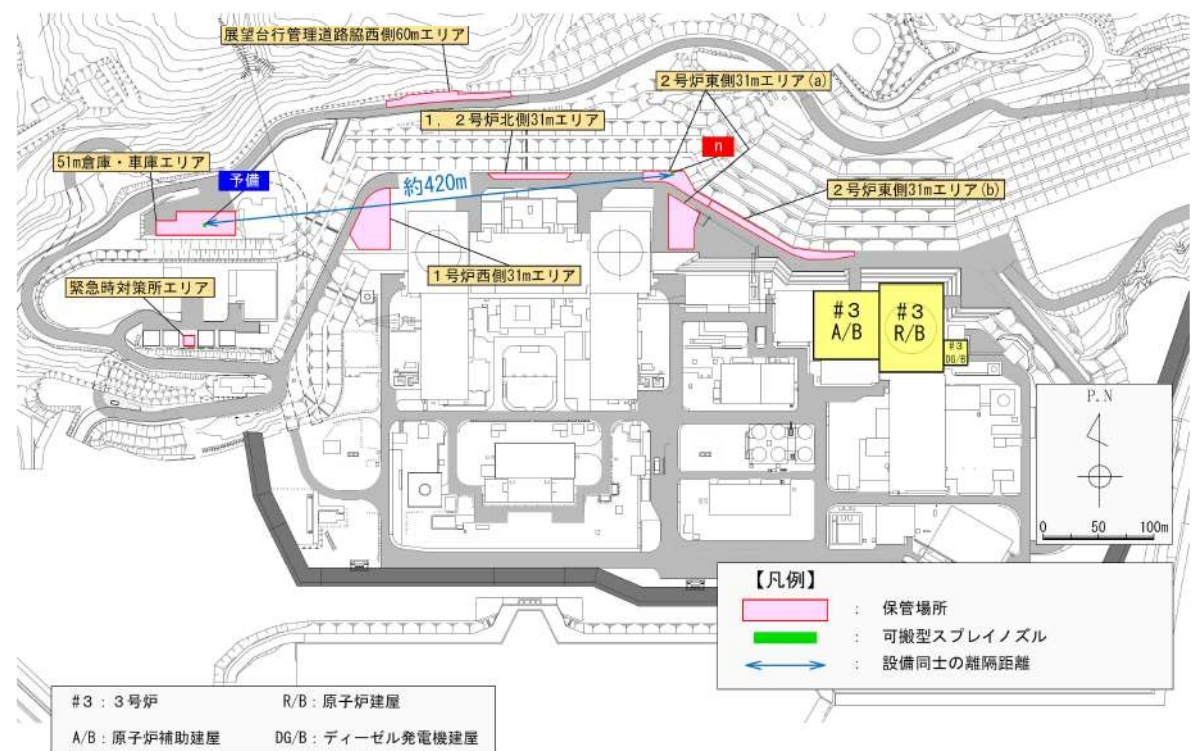 展望台行管理道路脇西側60mエリア
2号炉東側31mエリア(a)
1，2号炉北側31mエリア
n
51m倉庫・車庫エリア
予備
約420m
2号炉東側31mエリア(b)
1号炉西側31mエリア
緊急時対策所エリア
#3
A/B
#3
R/B
#3
DG/B
P.N
0 50 100m
【凡例】
： 保管場所
： 可搬型スプレイノズル
： 設備同士の離隔距離
#3：3号炉 R/B：原子炉建屋
A/B：原子炉補助建屋 DG/B：ディーゼル発電機建屋